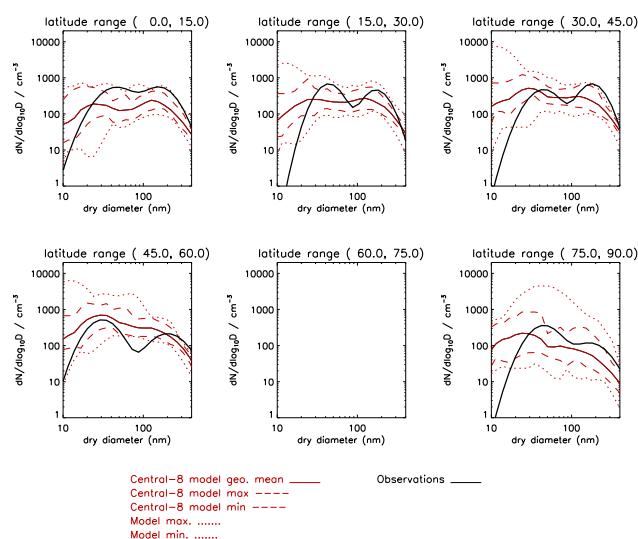 latitude range ( 0.0, 15.0) latitude range ( 15.0, 30.0) latitude range ( 30.0, 45.0)
dN/dlog10D / cm⁻³ dN/dlog10D / cm⁻³ dN/dlog10D / cm⁻³
10000 10000 10000
1000 1000 1000
100 100 100
10 10 10
1 1 1
10 100 10 100 10 100
dry diameter (nm) dry diameter (nm) dry diameter (nm)
latitude range ( 45.0, 60.0) latitude range ( 60.0, 75.0) latitude range ( 75.0, 90.0)
dN/dlog10D / cm⁻³ dN/dlog10D / cm⁻³ dN/dlog10D / cm⁻³
10000 10000 10000
1000 1000 1000
100 100 100
10 10 10
1 1 1
10 100 10 100 10 100
dry diameter (nm) dry diameter (nm) dry diameter (nm)
Central-8 model geo. mean Observations
Central-8 model max
Central-8 model min
Model max.
Model min.